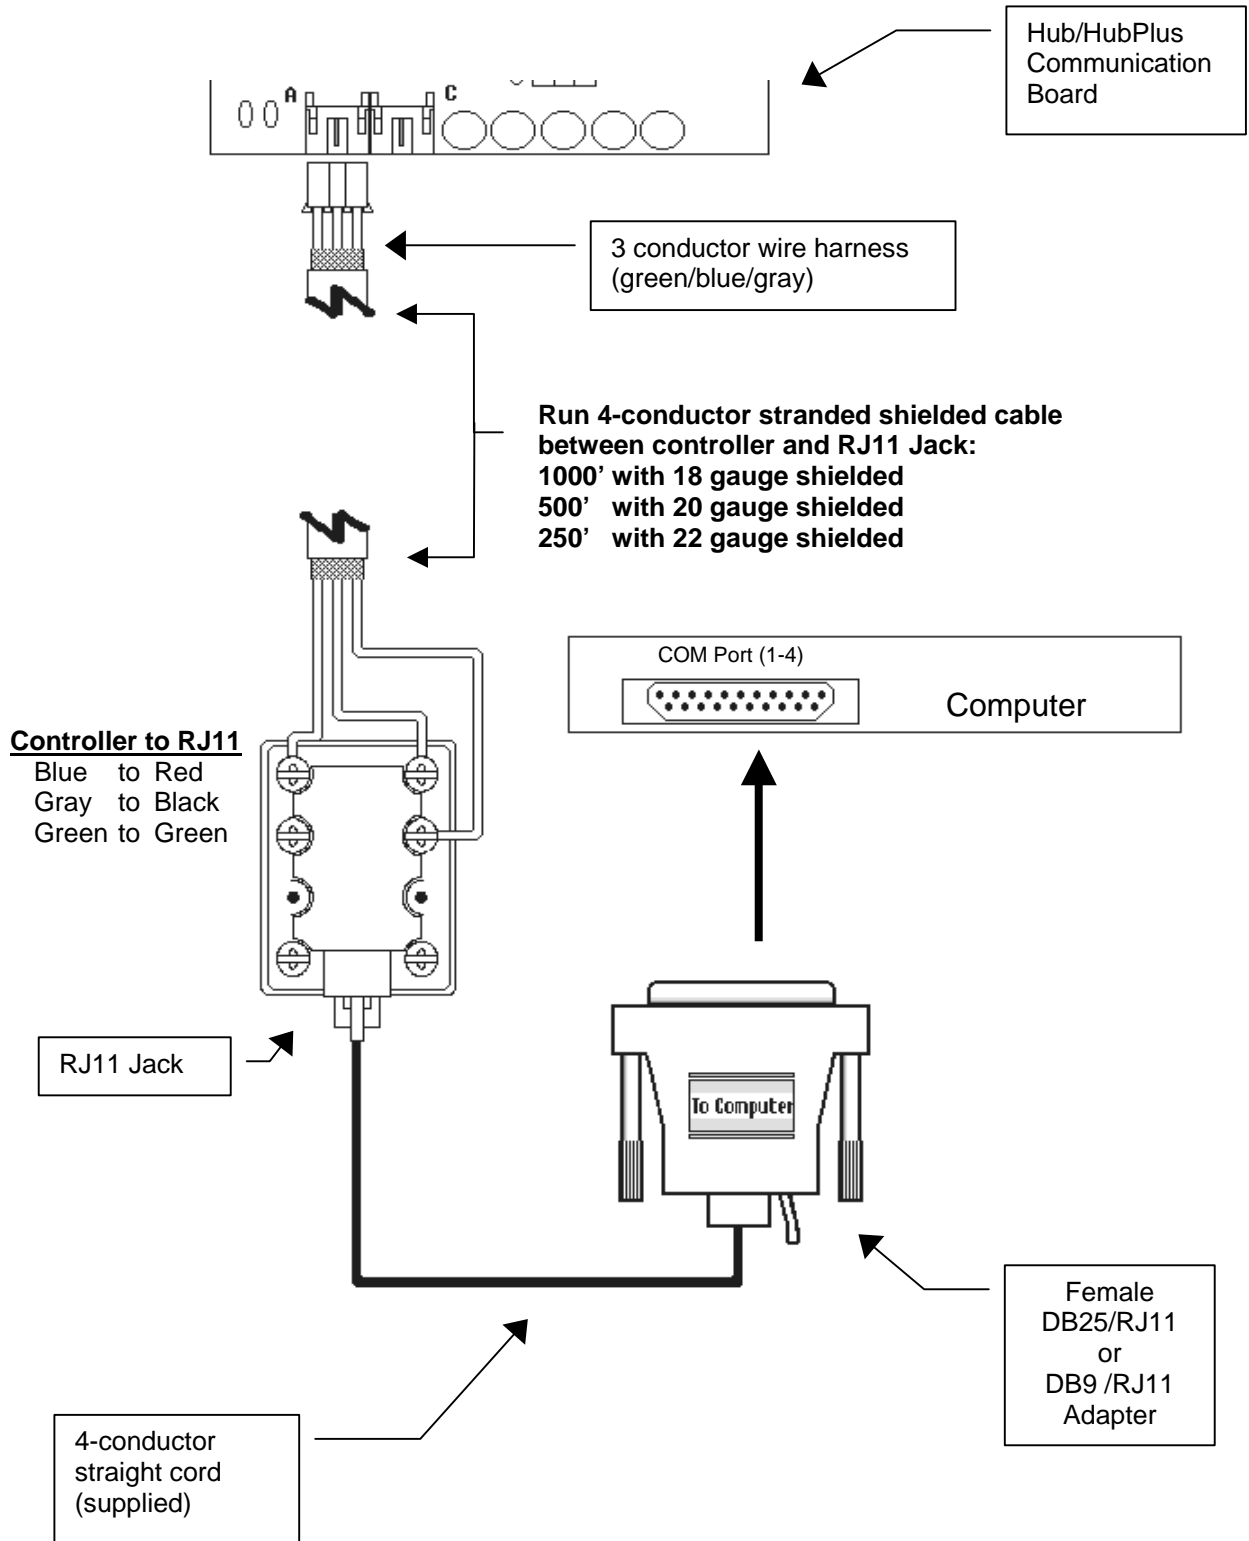 Hub/HubPlus
Communication
Board
A
C
3 conductor wire harness
(green/blue/gray)
Run 4-conductor stranded shielded cable
between controller and RJ11 Jack:
1000’ with 18 gauge shielded
500’ with 20 gauge shielded
250’ with 22 gauge shielded
COM Port (1-4)
Computer
Controller to RJ11
Blue to Red
Gray to Black
Green to Green
RJ11 Jack
To Computer
Female
DB25/RJ11
or
DB9 /RJ11
Adapter
4-conductor
straight cord
(supplied)